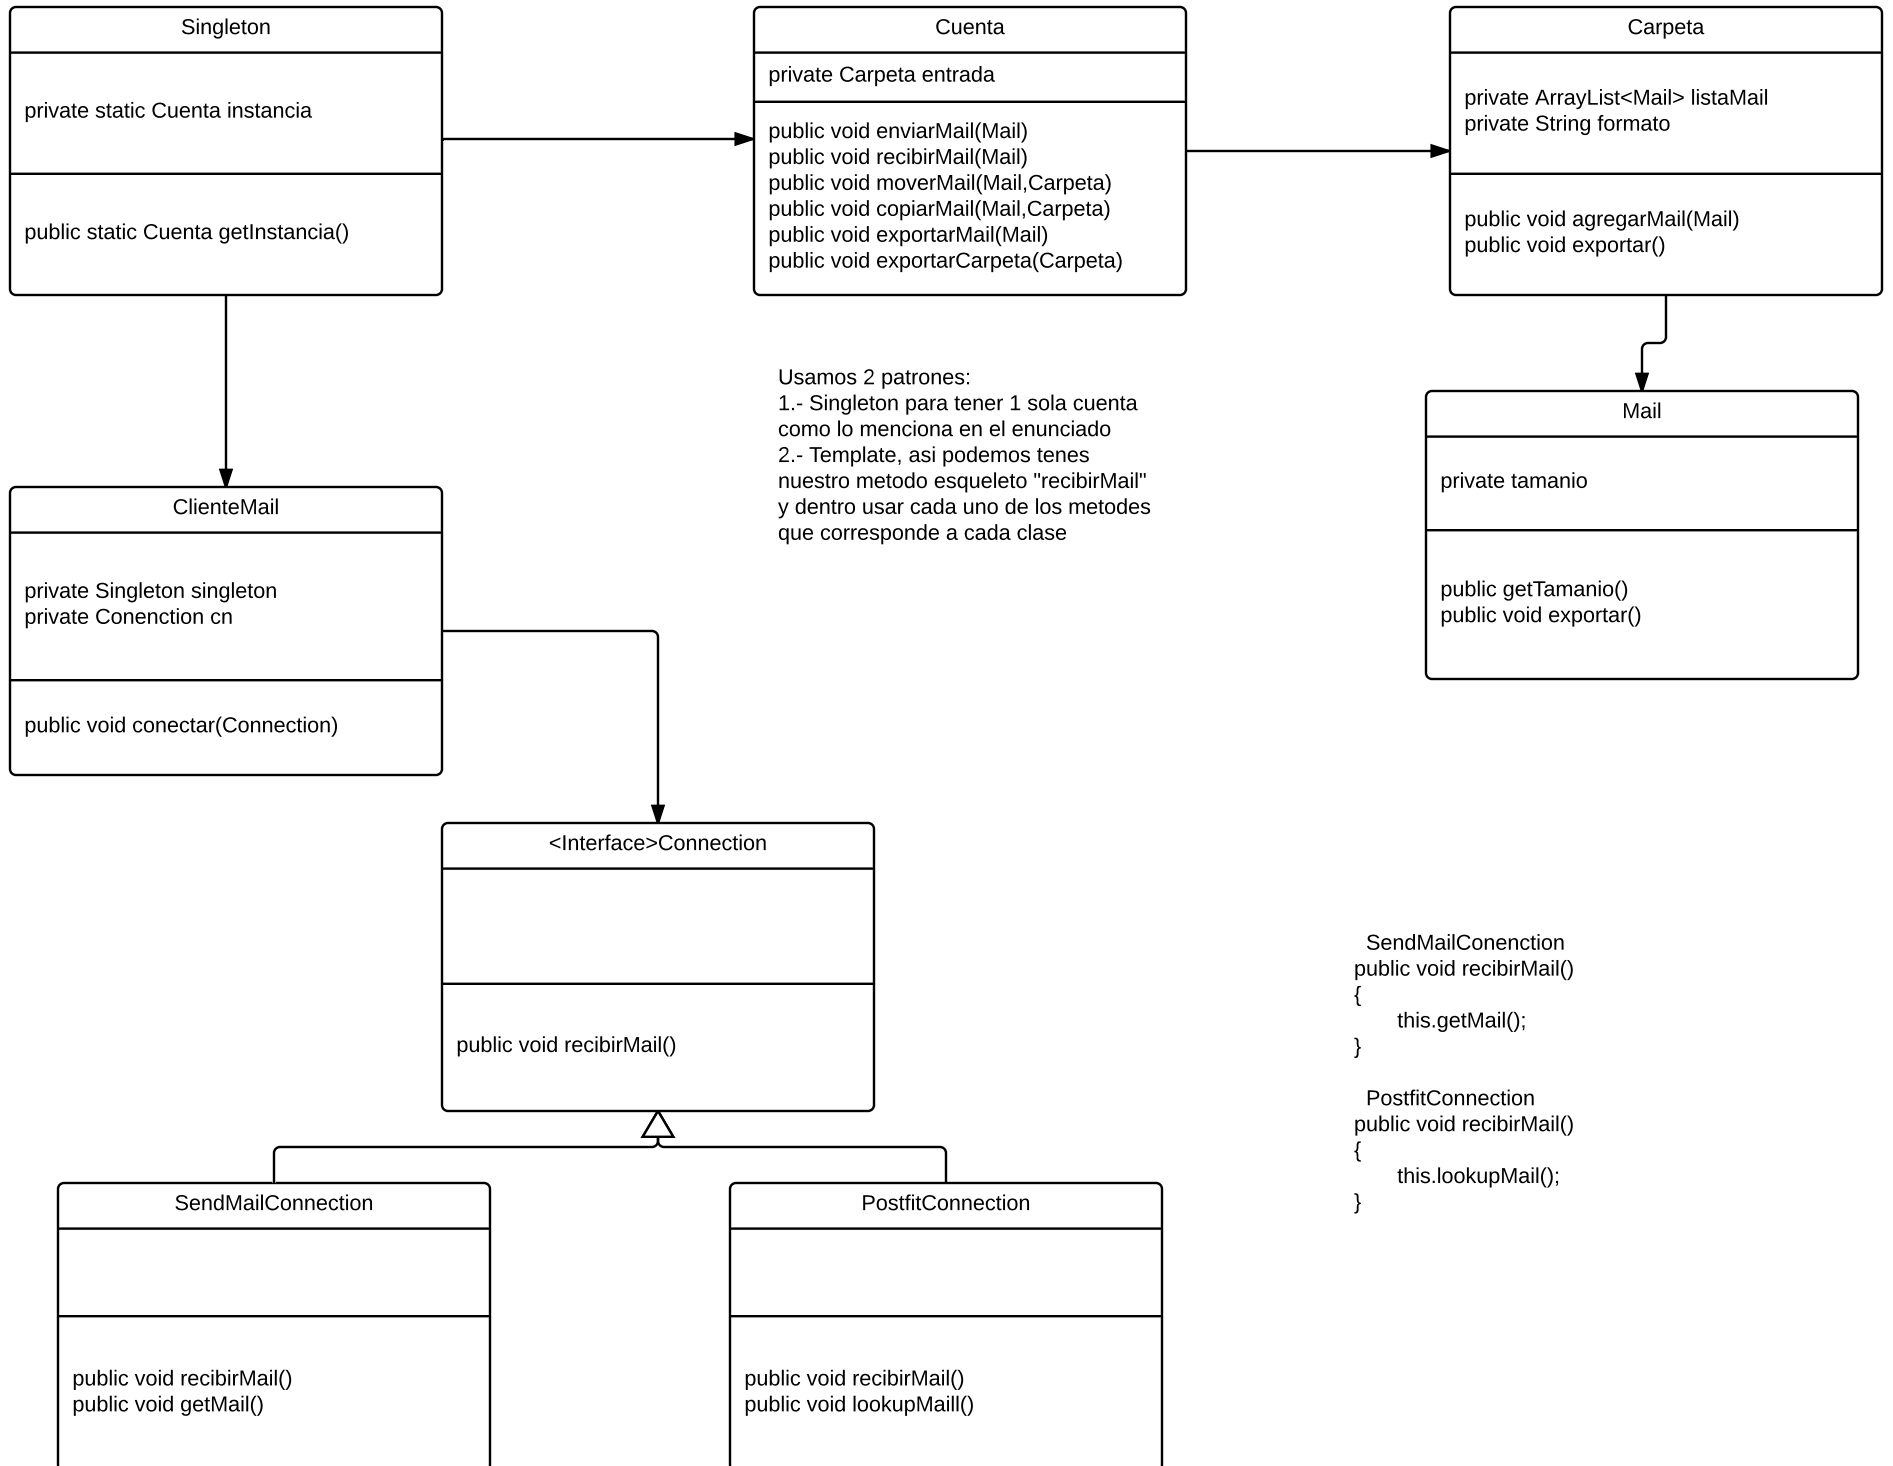 Singleton
private static Cuenta instancia
public static Cuenta getInstancia()
Cuenta
private Carpeta entrada
public void enviarMail(Mail)
public void recibirMail(Mail)
public void moverMail(Mail,Carpeta)
public void copiarMail(Mail,Carpeta)
public void exportarMail(Mail)
public void exportarCarpeta(Carpeta)
Carpeta
private ArrayList<Mail> listaMail
private String formato
public void agregarMail(Mail)
public void exportar()
Usamos 2 patrones:
1.- Singleton para tener 1 sola cuenta
como lo menciona en el enunciado
2.- Template, asi podemos tenes
nuestro metodo esqueleto "recibirMail"
y dentro usar cada uno de los metodes
que corresponde a cada clase
Mail
private tamanio
public getTamanio()
public void exportar()
ClienteMail
private Singleton singleton
private Conenction cn
public void conectar(Connection)
<Interface>Connection
public void recibirMail()
SendMailConenction
public void recibirMail()
{
this.getMail();
}
PostfitConnection
public void recibirMail()
{
this.lookupMail();
}
SendMailConnection
public void recibirMail()
public void getMail()
PostfitConnection
public void recibirMail()
public void lookupMaill()